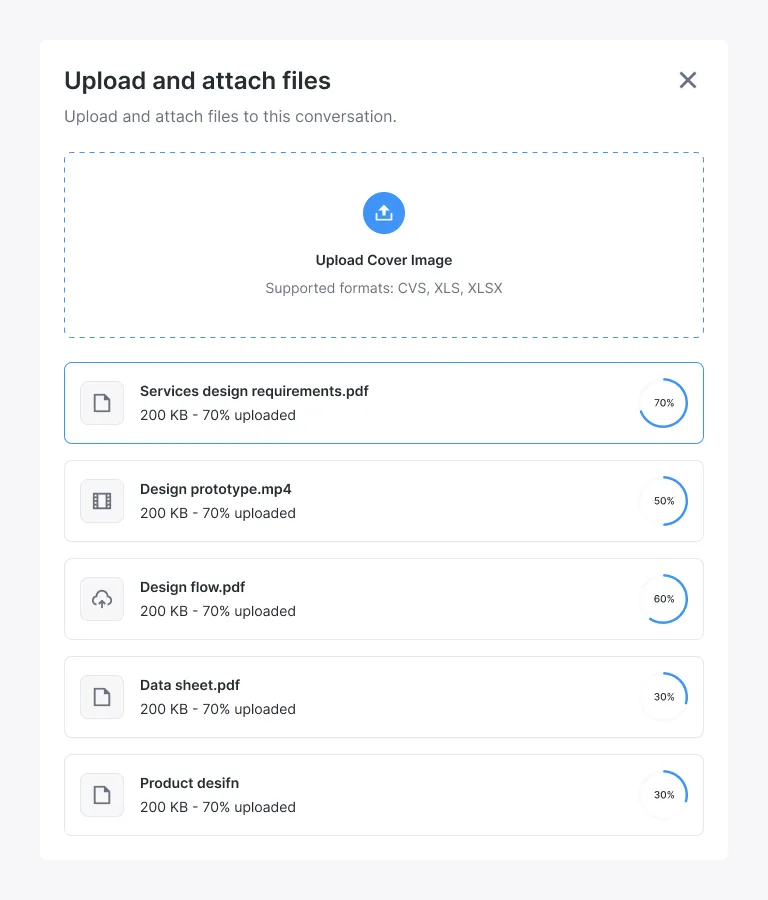 Upload and attach files
Upload and attach files to this conversation.
Upload Cover Image
Supported formats: CVS, XLS, XLSX
Services design requirements.pdf
200 KB - 70% uploaded
70%
Design prototype.mp4
200 KB - 70% uploaded
50%
Design flow.pdf
200 KB - 70% uploaded
60%
Data sheet.pdf
200 KB - 70% uploaded
30%
Product desifn
200 KB - 70% uploaded
30%